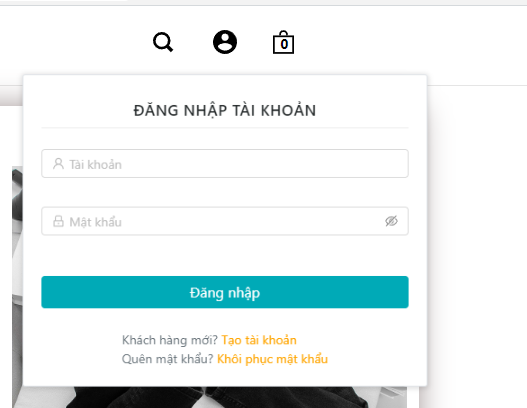 0
ĐĂNG NHẬP TÀI KHOẢN
Tài khoản
Mật khẩu
Đăng nhập
Khách hàng mới? Tạo tài khoản
Quên mật khẩu? Khôi phục mật khẩu